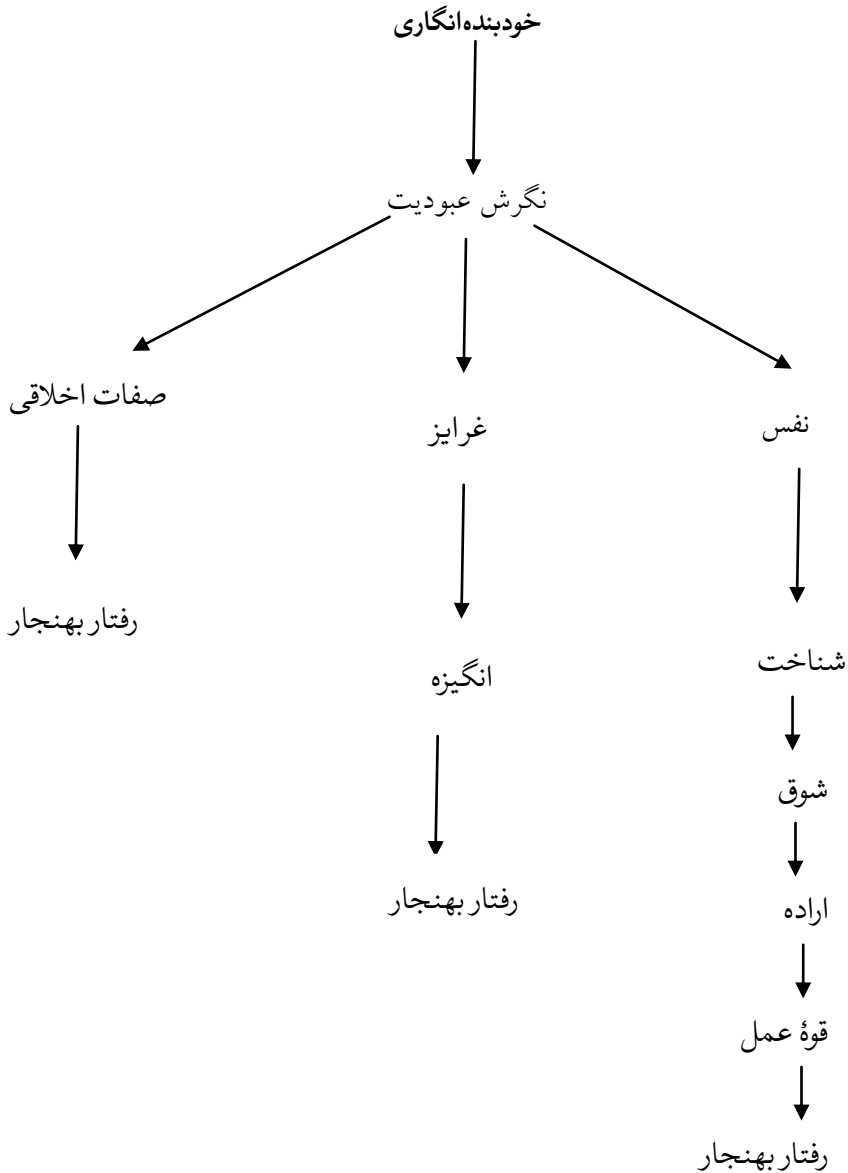 خودبنده‌انگاری
نگرش عبودیت
صفات اخلاقی
غرایز
نفس
رفتار بهنجار
انگیزه
شناخت
شوق
رفتار بهنجار
اراده
قوۀ عمل
رفتار بهنجار